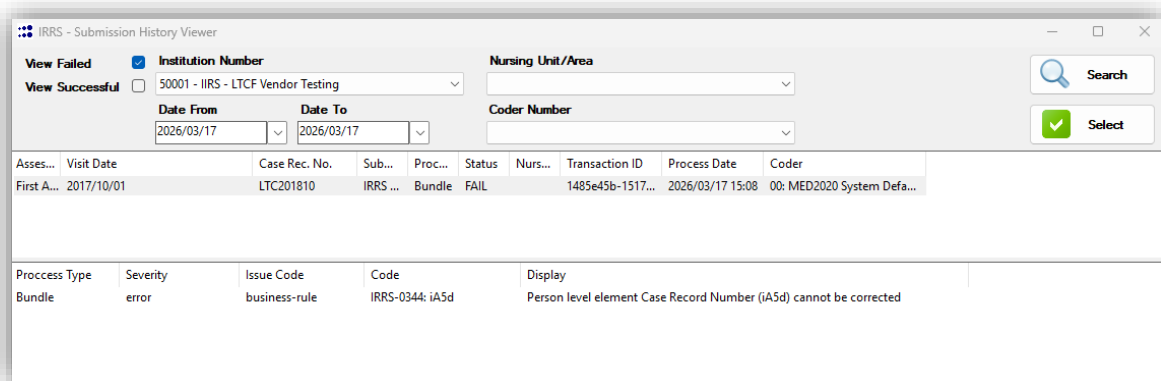 IRRS - Submission History Viewer
View Failed
Institution Number
Nursing Unit/Area
Search
View Successful
50001 - IIRS - LTCF Vendor Testing
Date From
Date To
Coder Number
Select
2026/03/17
2026/03/17
Asses... Visit Date Case Rec. No. Sub... Proc... Status Nurs... Transaction ID Process Date Coder
First A... 2017/10/01 LTC201810 IRRS ... Bundle FAIL 1485e45b-1517... 2026/03/17 15:08 00: MED2020 System Defa...
Proccess Type Severity Issue Code Code Display
Bundle error business-rule IRRS-0344: iA5d Person level element Case Record Number (iA5d) cannot be corrected